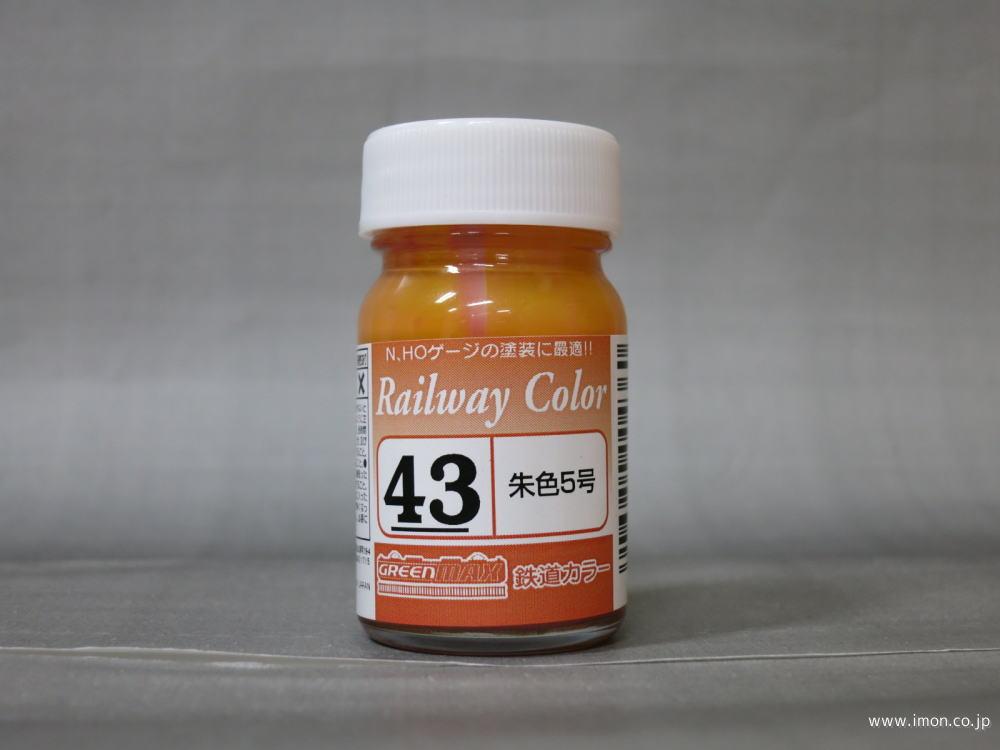 N、HOゲージの塗装に最適!!
Railway Color
43
朱色5号
GREENMAX 鉄道カラー
JAPAN
www.imon.co.jp